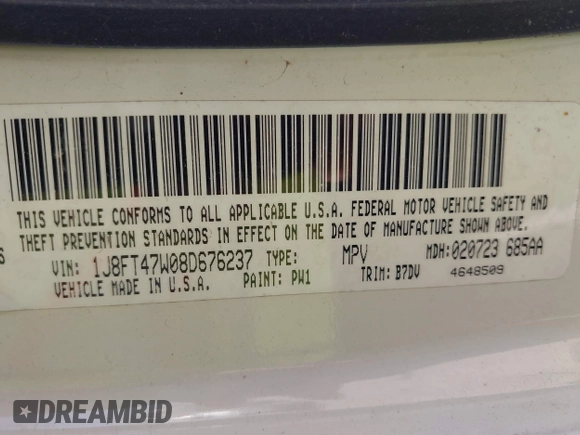 THIS VEHICLE CONFORMS TO ALL APPLICABLE U.S.A. FEDERAL MOTOR VEHICLE SAFETY AND
THEFT PREVENTION STANDARDS IN EFFECT ON THE DATE OF MANUFACTURE SHOWN ABOVE.
S
VIN: 1J8FT47W08D676237 TYPE: MPV MDH:020723 685AA
VEHICLE MADE IN U.S.A. PAINT: PW1 TRIM: B7DV 4648509
DREAMBID